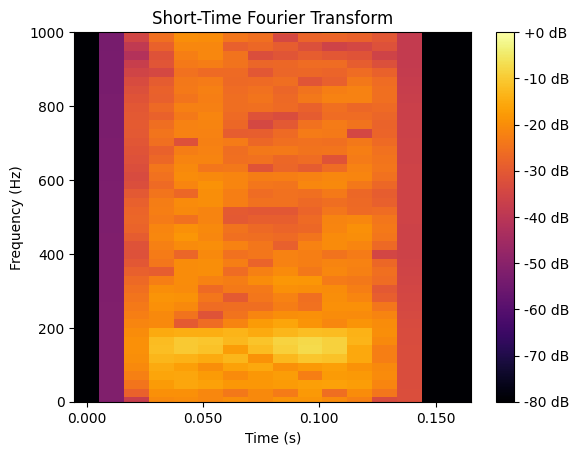 Short-Time Fourier Transform
1000
800
600
400
200
0
Frequency (Hz)
0.000
0.050
0.100
0.150
Time (s)
+0 dB
-10 dB
-20 dB
-30 dB
-40 dB
-50 dB
-60 dB
-70 dB
-80 dB